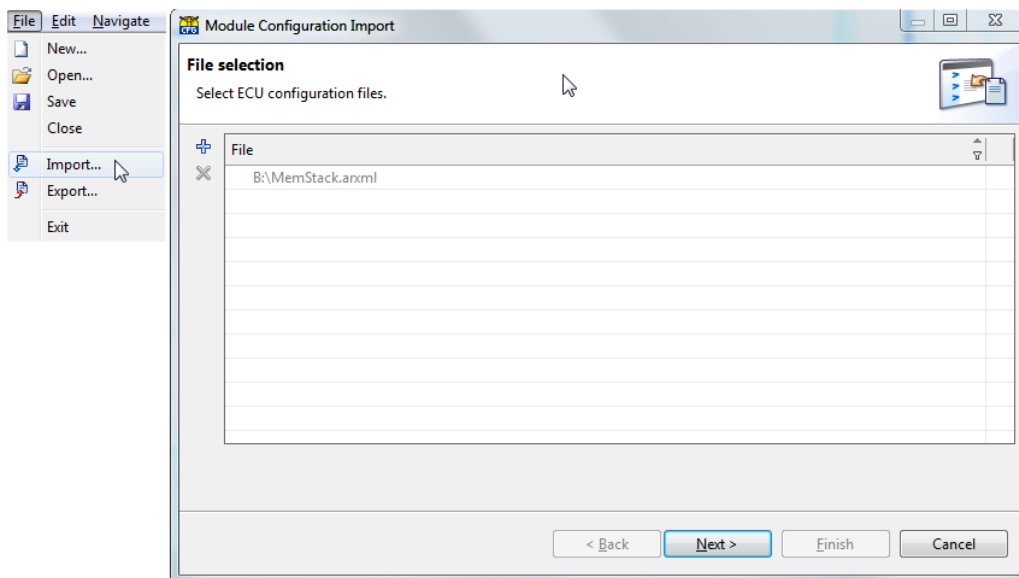 File Edit Navigate
New...
Open...
Save
Close
Import...
Export...
Exit
CFG
Module Configuration Import
File selection
Select ECU configuration files.
File
B:\MemStack.arxml
< Back
Next >
Finish
Cancel